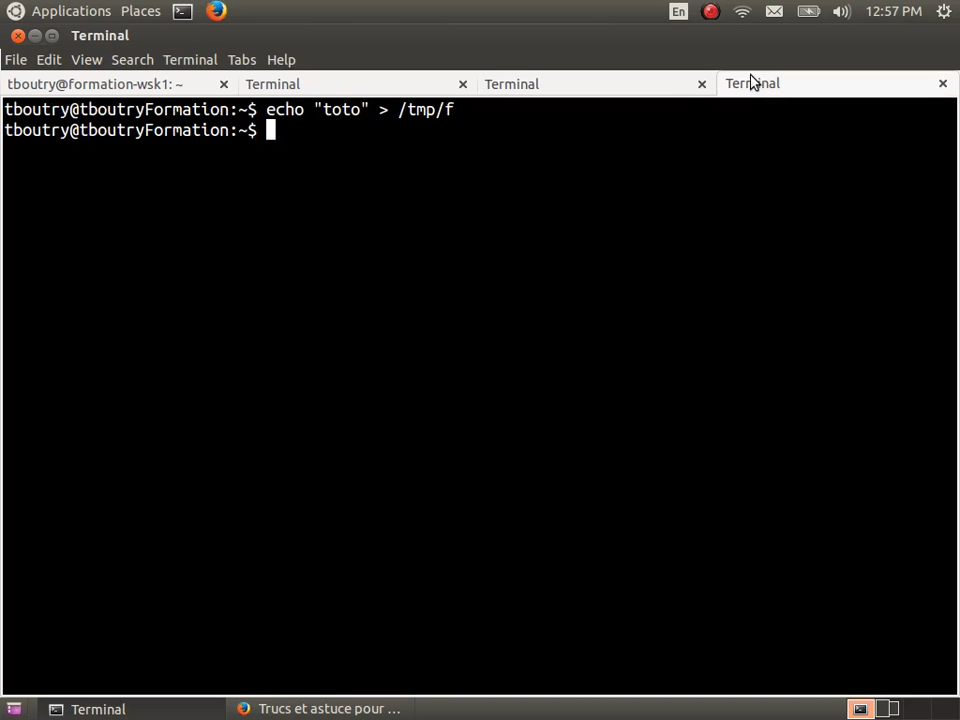 Applications Places En 12:57 PM
Terminal
File Edit View Search Terminal Tabs Help
tboutry@formation-wsk1: ~ Terminal Terminal Terminal
tboutry@tboutryFormation:~$ echo "toto" > /tmp/f
tboutry@tboutryFormation:~$
Terminal Trucs et astuce pour ...